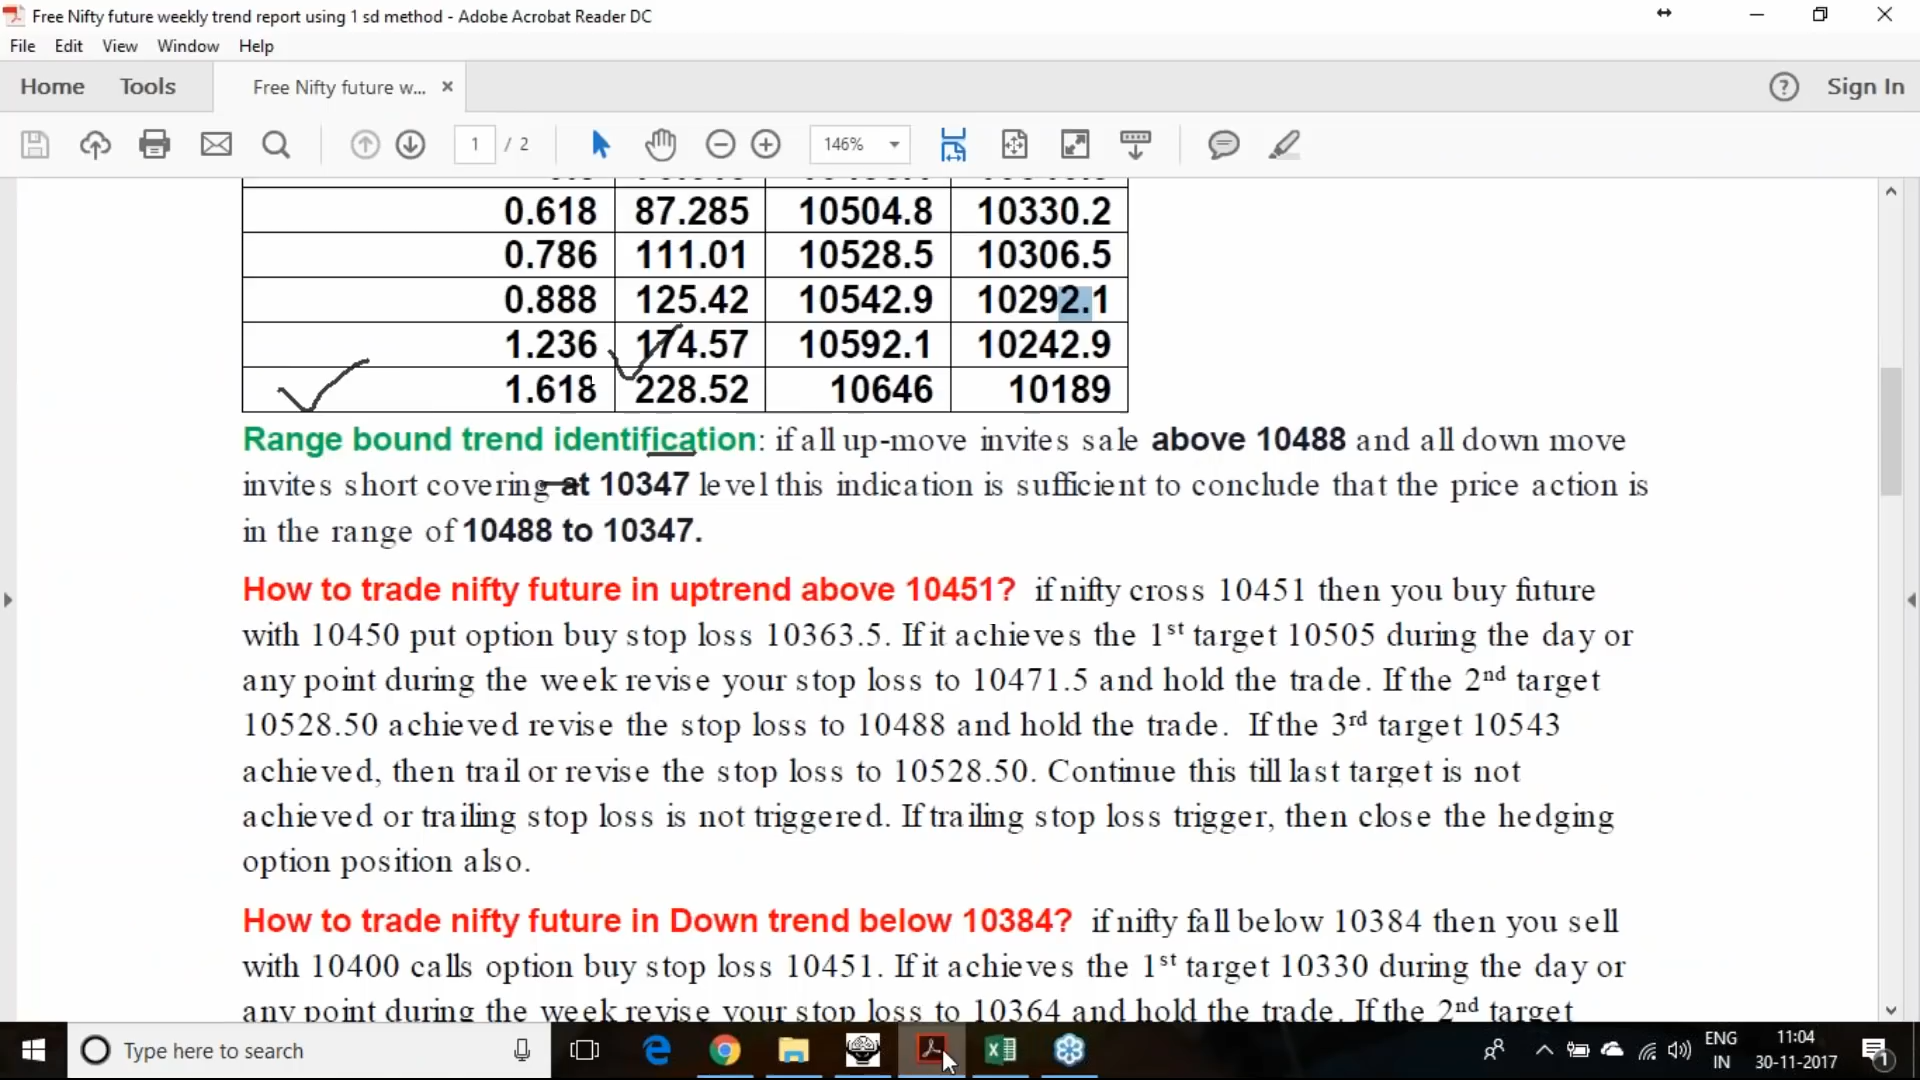 Free Nifty future weekly trend report using 1 sd method - Adobe Acrobat Reader DC
File Edit View Window Help
Home Tools Free Nifty future w... × ? Sign In
1 / 2 146%
0.618 87.285 10504.8 10330.2
0.786 111.01 10528.5 10306.5
0.888 125.42 10542.9 10292.1
1.236 174.57 10592.1 10242.9
1.618 228.52 10646 10189
Range bound trend identification: if all up-move invites sale above 10488 and all down move
invites short covering at 10347 level this indication is sufficient to conclude that the price action is
in the range of 10488 to 10347.
How to trade nifty future in uptrend above 10451? if nifty cross 10451 then you buy future
with 10450 put option buy stop loss 10363.5. If it achieves the 1st target 10505 during the day or
any point during the week revise your stop loss to 10471.5 and hold the trade. If the 2nd target
10528.50 achieved revise the stop loss to 10488 and hold the trade. If the 3rd target 10543
achieved, then trail or revise the stop loss to 10528.50. Continue this till last target is not
achieved or trailing stop loss is not triggered. If trailing stop loss trigger, then close the hedging
option position also.
How to trade nifty future in Down trend below 10384? if nifty fall below 10384 then you sell
with 10400 calls option buy stop loss 10451. If it achieves the 1st target 10330 during the day or
any point during the week revise your stop loss to 10364 and hold the trade. If the 2nd target
Type here to search
ENG 11:04
IN 30-11-2017 1